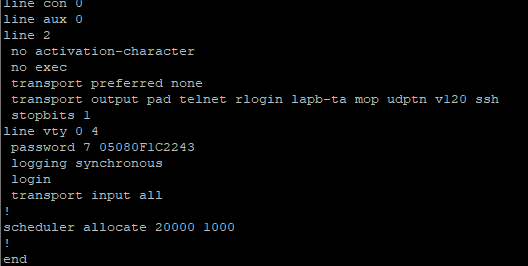 line con 0
line aux 0
line 2
 no activation-character
 no exec
 transport preferred none
 transport output pad telnet rlogin lapb-ta mop udptn v120 ssh
 stopbits 1
line vty 0 4
 password 7 05080F1C2243
 logging synchronous
 login
 transport input all
!
scheduler allocate 20000 1000
!
end